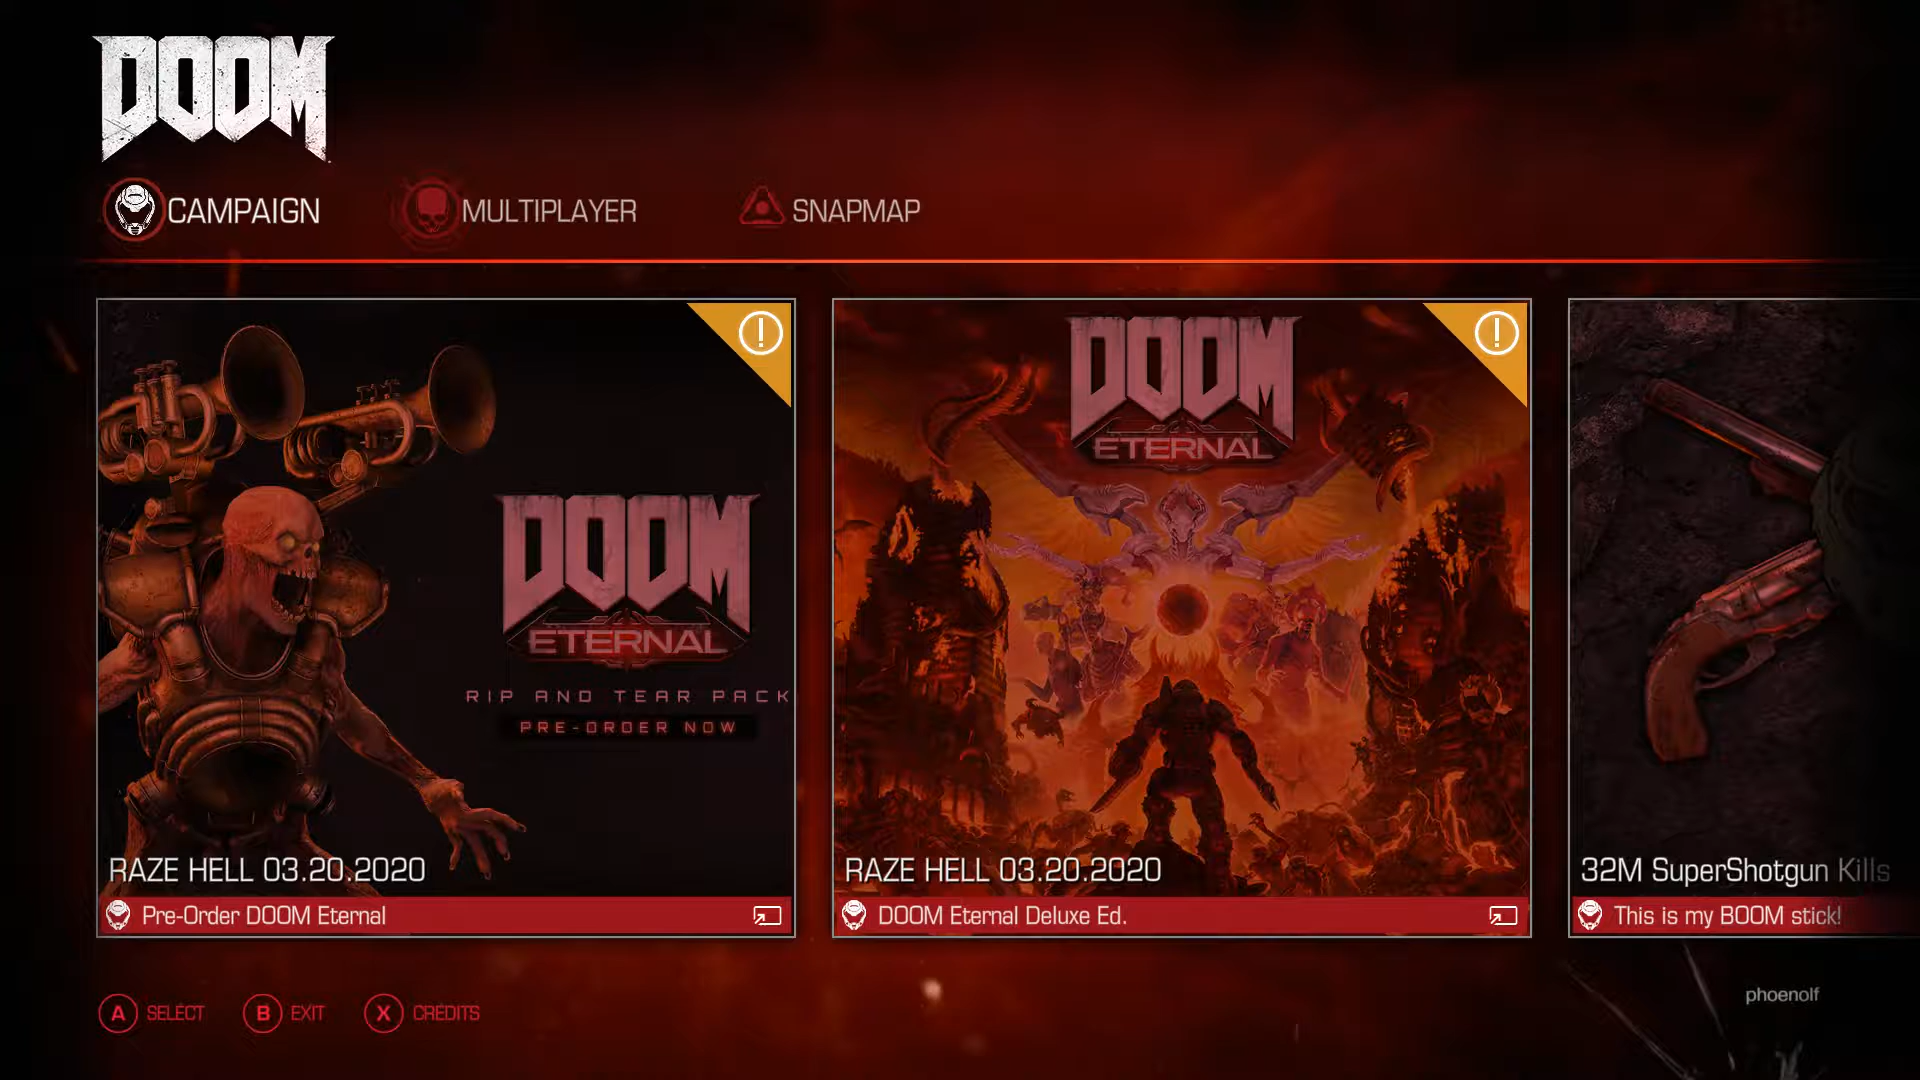 DOOM
CAMPAIGN
MULTIPLAYER
SNAPMAP
DOOM
ETERNAL
RIP AND TEAR PACK
PRE-ORDER NOW
RAZE HELL 03.20.2020
Pre-Order DOOM Eternal
DOOM
ETERNAL
RAZE HELL 03.20.2020
DOOM Eternal Deluxe Ed.
32M SuperShotgun Kills
This is my BOOM stick!
A SELECT
B EXIT
X CREDITS
phoenolf